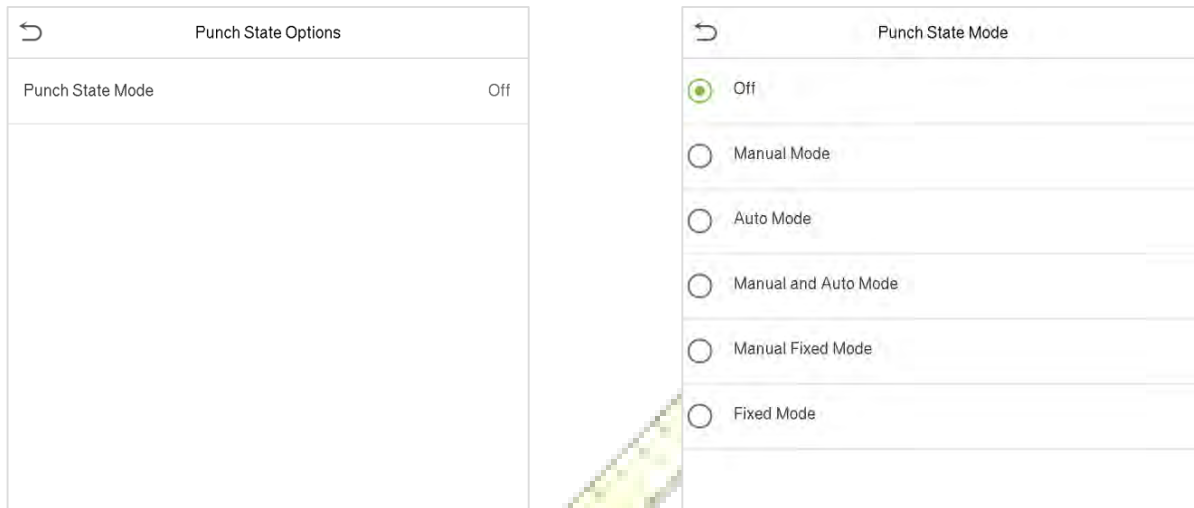 Punch State Options
Punch State Mode Off
Punch State Mode
Off
Manual Mode
Auto Mode
Manual and Auto Mode
Manual Fixed Mode
Fixed Mode